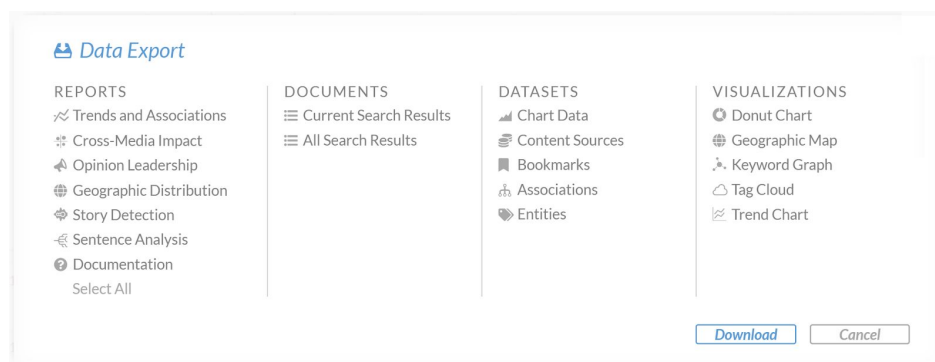 Data Export
REPORTS
Trends and Associations
Cross-Media Impact
Opinion Leadership
Geographic Distribution
Story Detection
Sentence Analysis
Documentation
Select All
DOCUMENTS
Current Search Results
All Search Results
DATASETS
Chart Data
Content Sources
Bookmarks
Associations
Entities
VISUALIZATIONS
Donut Chart
Geographic Map
Keyword Graph
Tag Cloud
Trend Chart
Download
Cancel